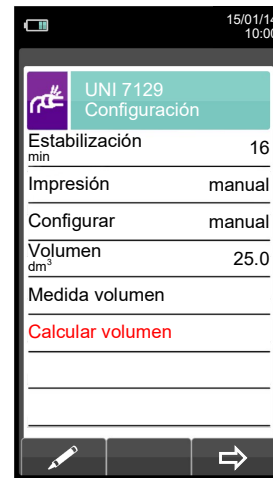 15/01/14
10:00
UNI 7129
Configuración
Estabilización
min
16
Impresión manual
Configurar manual
Volumen
dm³
25.0
Medida volumen
Calcular volumen